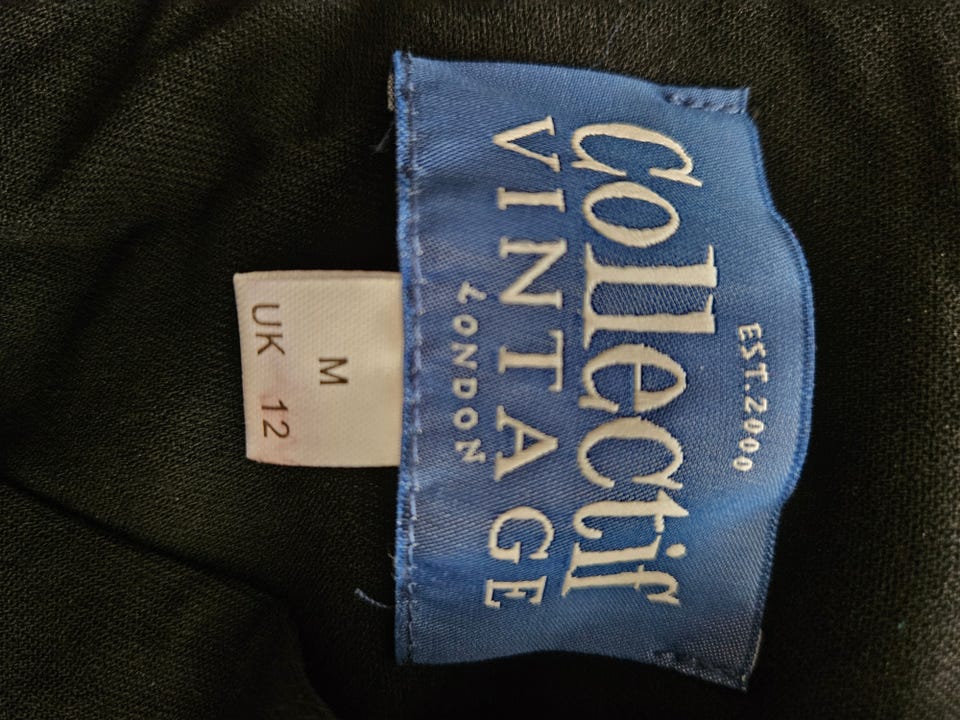 EST.2000
Collectif
VINTAGE
LONDON
M
UK 12